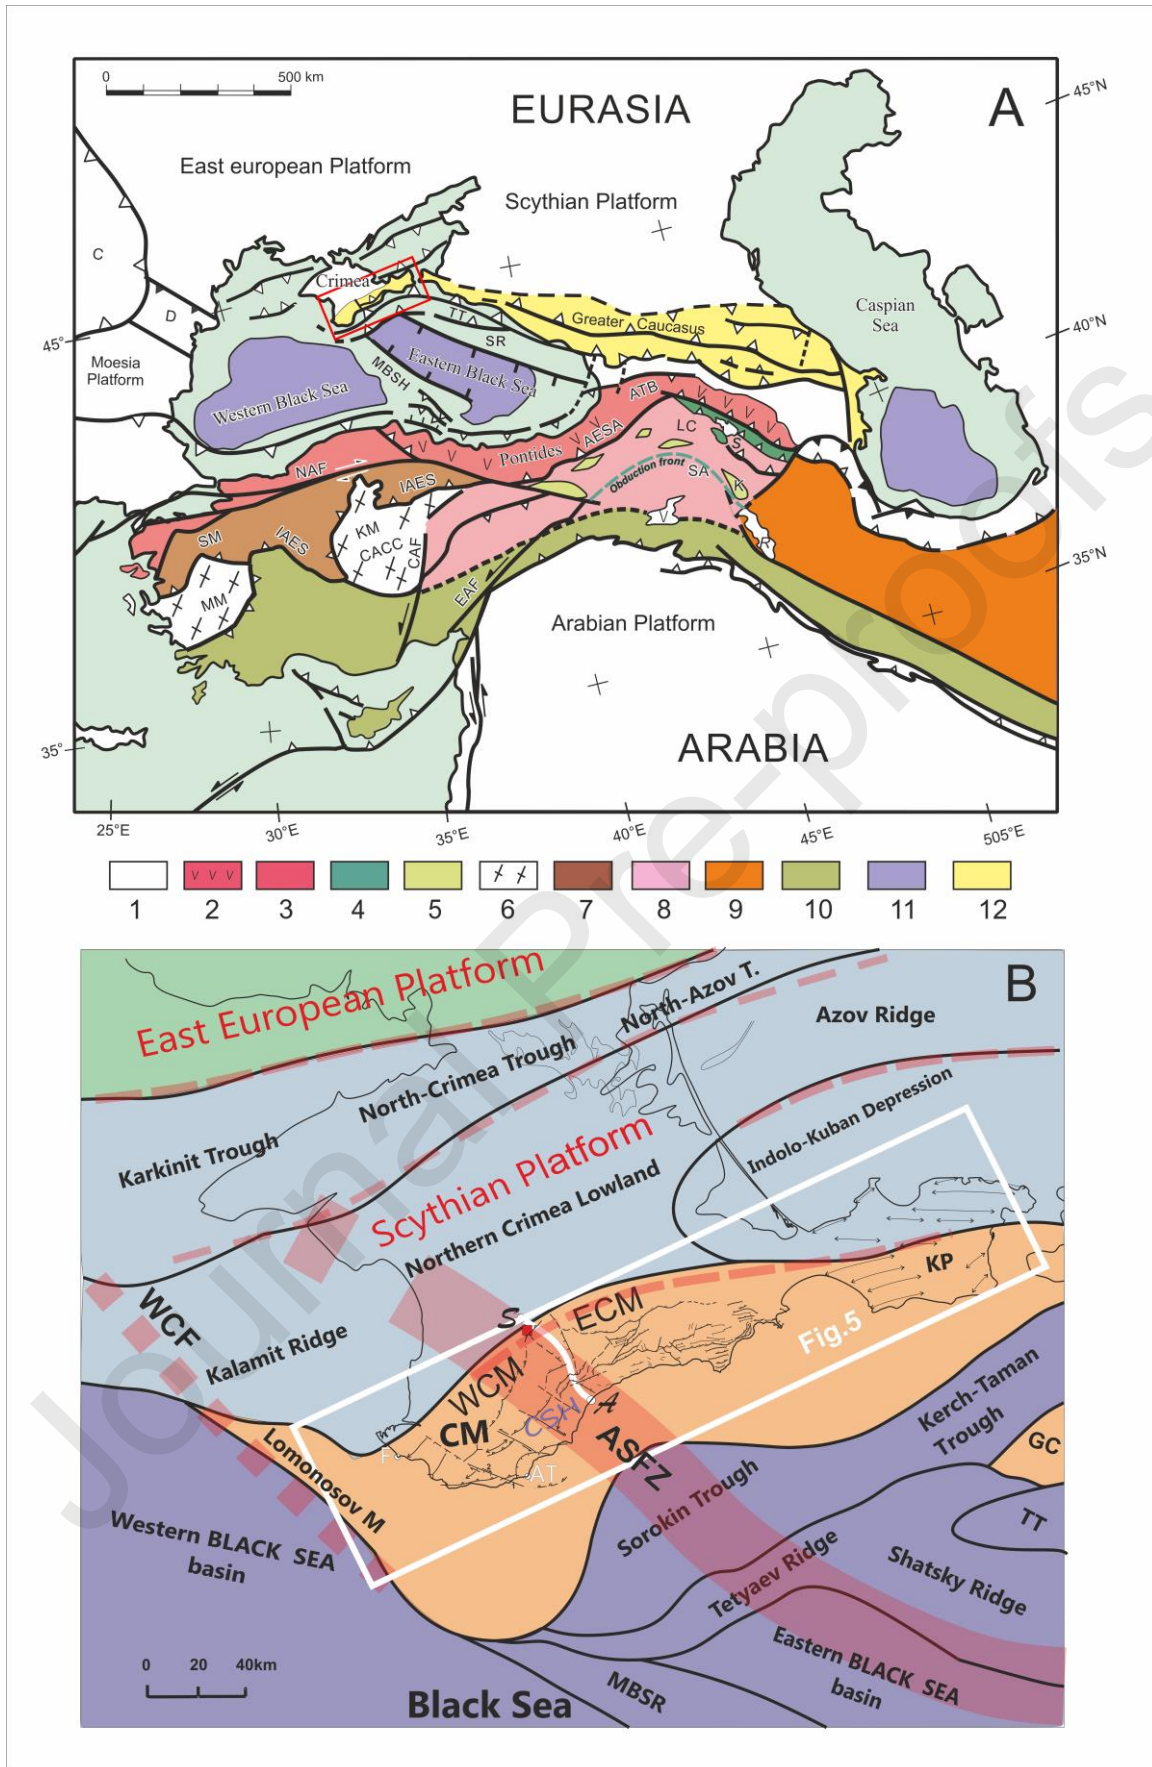 0 500 km
EURASIA
A
45°N
East european Platform
Scythian Platform
C
Crimea
Caspian
Sea
D
TT
Greater Caucasus
40°N
45°
SR
Moesia
Platform
MBSH
Eastern Black Sea
Western Black Sea
ATB
LC
S
AESA
Pontides
NAF
Obduction front
SA
K
IAES
V
KM
SM
IAES
CACC
CAF
R
35°N
MM
EAF
Arabian Platform
35°
ARABIA
25°E 30°E 35°E 40°E 45°E 505°E
v v v
1 2 3 4 5 6 7 8 9 10 11 12
B
East European Platform
North-Azov T.
Azov Ridge
North-Crimea Trough
Karkinit Trough
Indolo-Kuban Depression
Scythian Platform
Northern Crimea Lowland
KP
WCF
S
ECM
Kalamit Ridge
Fig.5
WCM
CSH
A
CM
Lomonosov M
F
AT
ASFZ
Kerch-Taman
Trough
GC
Sorokin Trough
TT
Western BLACK SEA
basin
Shatsky Ridge
Tetyaev Ridge
Eastern BLACK SEA
basin
0 20 40km
MBSR
Black Sea
Journal Pre-proofs